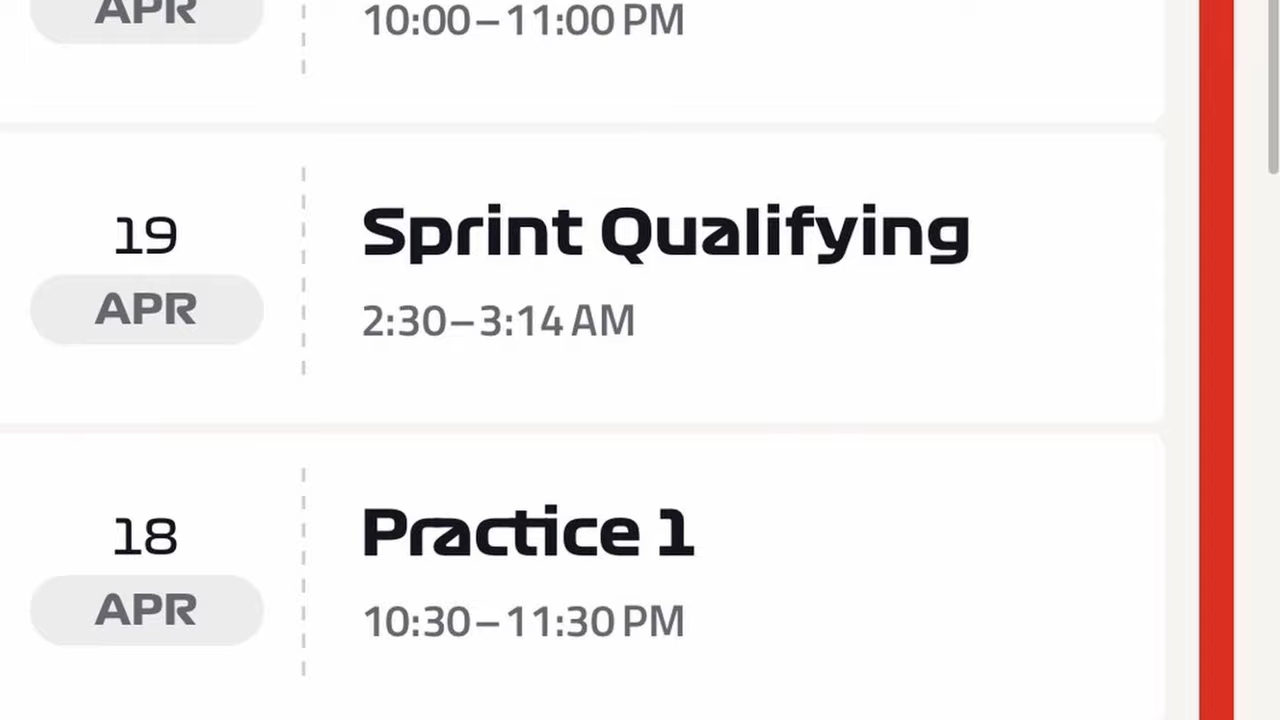 APR
10:00–11:00 PM
19
APR
Sprint Qualifying
2:30–3:14 AM
18
APR
Practice 1
10:30–11:30 PM